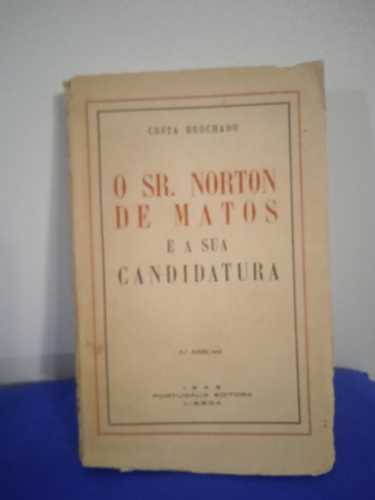 COSTA BROCHADO
O SR. NORTON
DE MATOS
E A SUA
CANDIDATURA
PORTUGÁLIA EDITORA
LISBOA